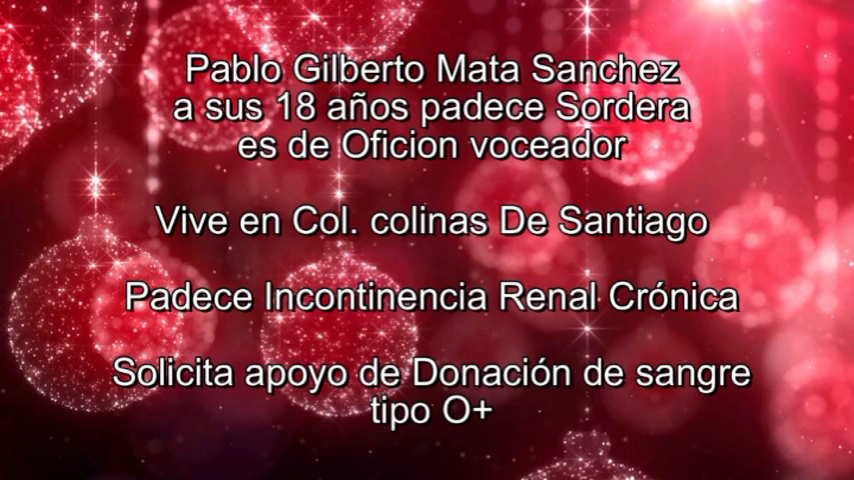 Pablo Gilberto Mata Sanchez
a sus 18 años padece Sordera
es de Oficion voceador
Vive en Col. colinas De Santiago
Padece Incontinencia Renal Crónica
Solicita apoyo de Donación de sangre
tipo O+